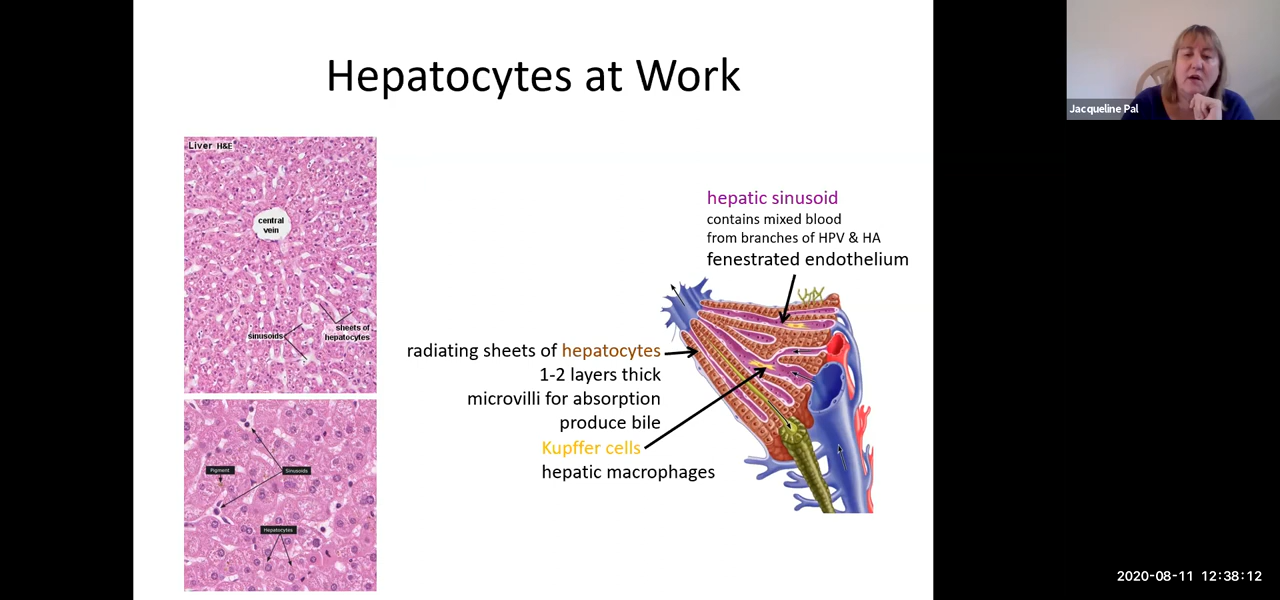 Hepatocytes at Work
Jacqueline Pal
Liver H&E
central
vein
sinusoids
sheets of
hepatocytes
hepatic sinusoid
contains mixed blood
from branches of HPV & HA
fenestrated endothelium
radiating sheets of hepatocytes
1-2 layers thick
microvilli for absorption
produce bile
Kupffer cells
hepatic macrophages
Pigment
Sinusoids
Hepatocytes
2020-08-11 12:38:12